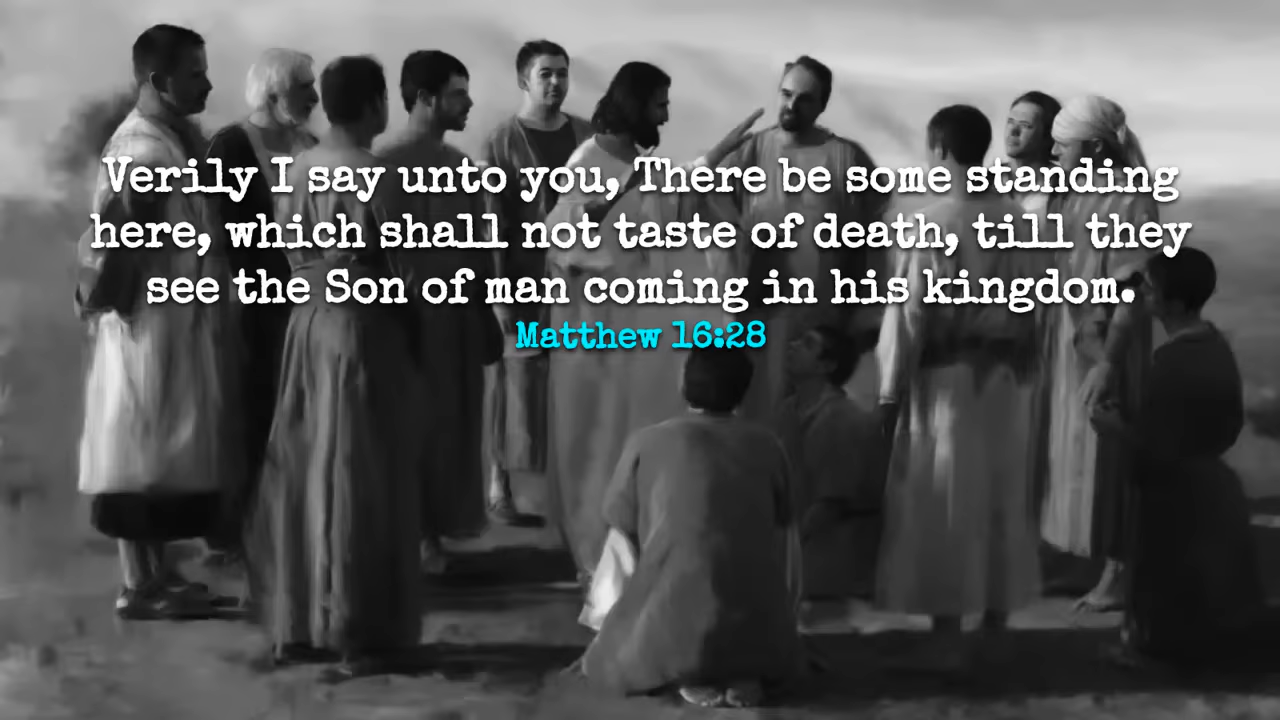 Verily I say unto you, There be some standing
here, which shall not taste of death, till they
see the Son of man coming in his kingdom.
Matthew 16:28